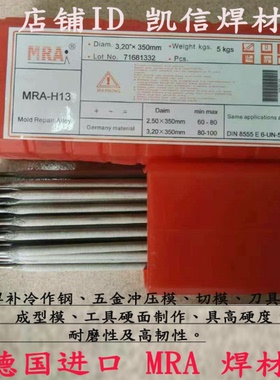 店铺ID 凯信焊材
MRA
Diam. 3,20"× 350mm
Weight kgs. 5 kgs
Lot No. 71681332
Pcs.
MRA-H13
Mold Repair Alloy
Daim min max
2.50×350mm 60 - 80
3,20×350mm 80-100
Germany material
Same applications a
DIN 8555 E 6-UN-5
焊补冷作钢、五金冲压模、切模、刀具
成型模、工具硬面制作、具高硬度
耐磨性及高韧性。
德国进口 MRA 焊材